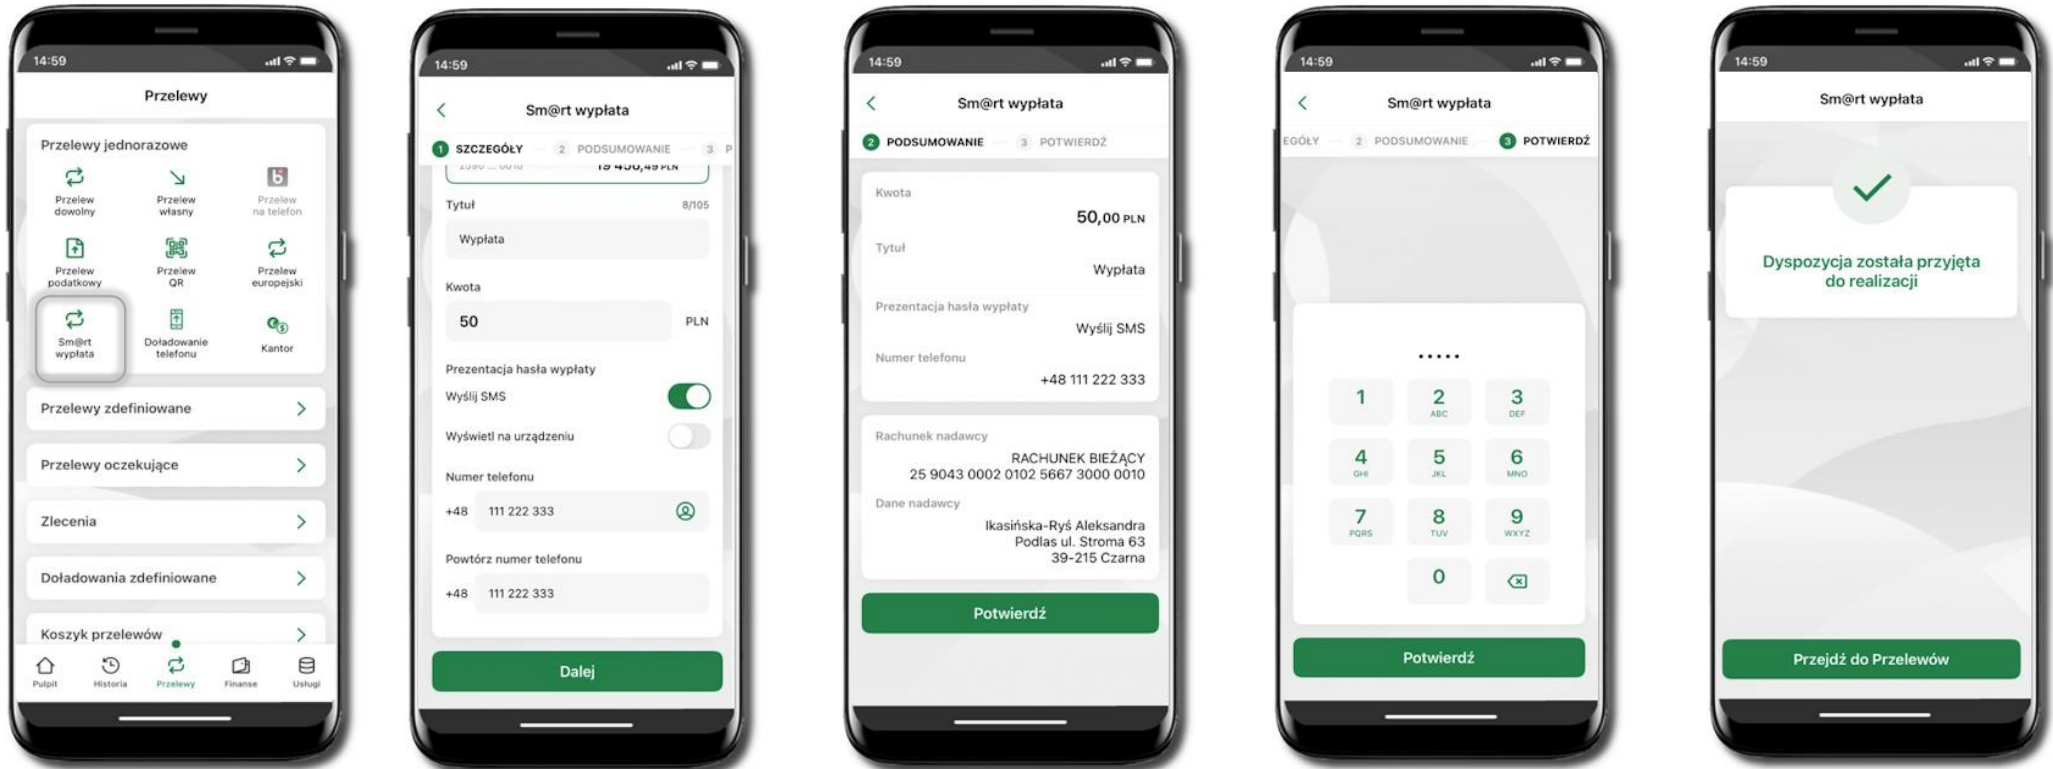 14:59
Przelewy
Przelewy jednorazowe
Przelew
dowolny
Przelew
własny
Przelew
na telefon
Przelew
podatkowy
Przelew
QR
Przelew
europejski
Sm@rt
wypłata
Doładowanie
telefonu
Kantor
Przelewy zdefiniowane
Przelewy oczekujące
Zlecenia
Doładowania zdefiniowane
Koszyk przelewów
Pulpit
Historia
Przelewy
Finanse
Usługi
14:59
Sm@rt wypłata
1 SZCZEGÓŁY 2 PODSUMOWANIE 3 P
Tytuł 8/105
Wypłata
Kwota
50 PLN
Prezentacja hasła wypłaty
Wyślij SMS
Wyświetl na urządzeniu
Numer telefonu
+48 111 222 333
Powtórz numer telefonu
+48 111 222 333
Dalej
14:59
Sm@rt wypłata
2 PODSUMOWANIE 3 POTWIERDŹ
Kwota
50,00 PLN
Tytuł
Wypłata
Prezentacja hasła wypłaty
Wyślij SMS
Numer telefonu
+48 111 222 333
Rachunek nadawcy
RACHUNEK BIEŻĄCY
25 9043 0002 0102 5667 3000 0010
Dane nadawcy
Ikasińska-Ryś Aleksandra
Podlas ul. Stroma 63
39-215 Czarna
Potwierdź
14:59
Sm@rt wypłata
EGÓŁY 2 PODSUMOWANIE 3 POTWIERDŹ
1 2 3
ABC DEF
4 5 6
GHI JKL MNO
7 8 9
PQRS TUV WXYZ
0
Potwierdź
14:59
Sm@rt wypłata
Dyspozycja została przyjęta
do realizacji
Przejdź do Przelewów